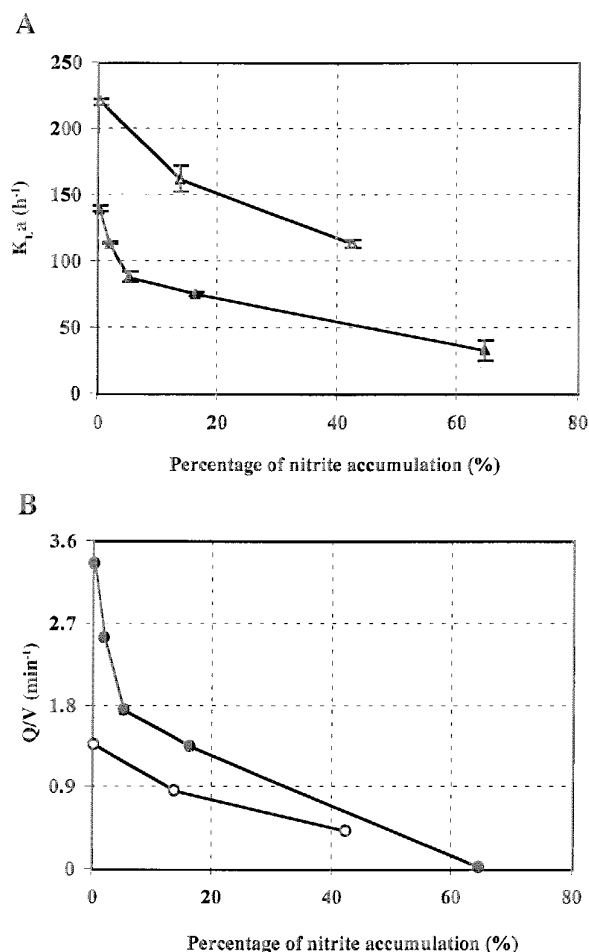 A
250
200
150
100
50
0
K_L a (h⁻¹)
0 20 40 60 80
Percentage of nitrite accumulation (%)
B
3.6
2.7
1.8
0.9
0
Q/V (min⁻¹)
0 20 40 60 80
Percentage of nitrite accumulation (%)